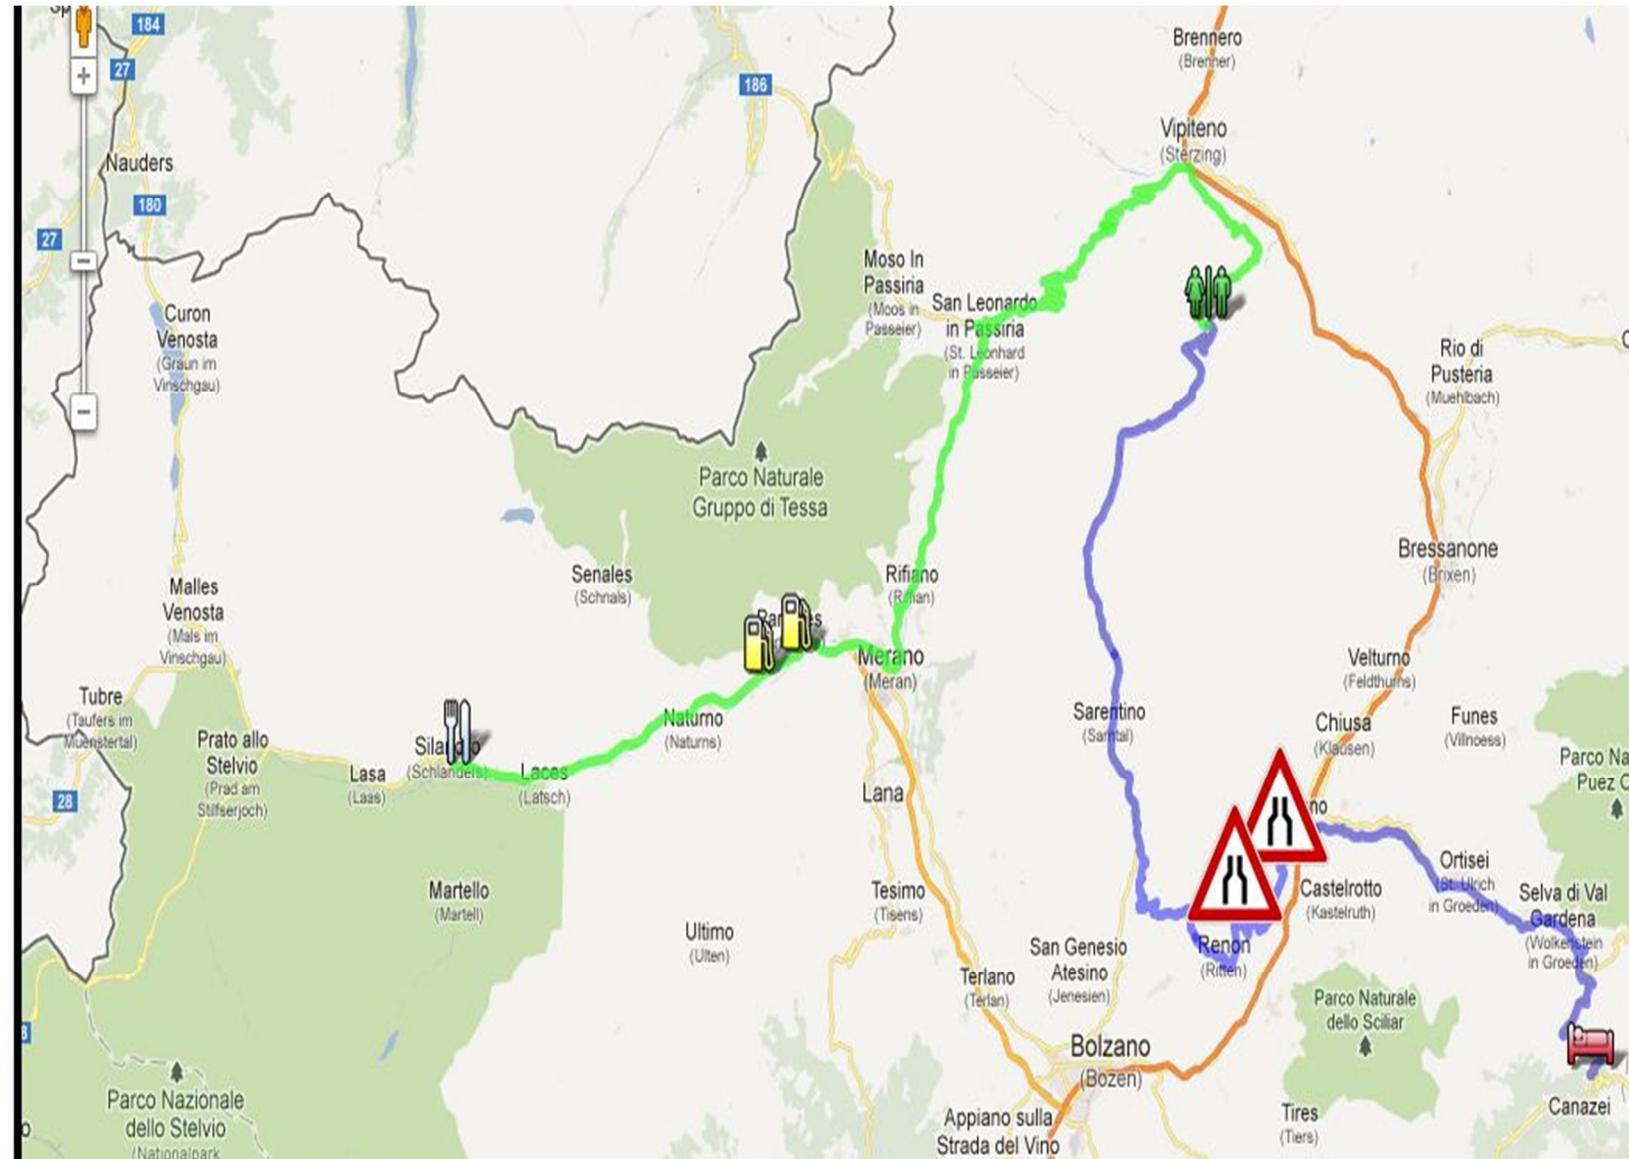 184
27
186
Brennero
(Brenner)
Vipiteno
(Sterzing)
Nauders
180
27
Curon
Venosta
(Graun im
Vinschgau)
Moso In
Passiria
(Moos in
Passeier)
San Leonardo
in Passiria
(St. Leonhard
in Passeier)
Rio di
Pusteria
(Muehlbach)
Parco Naturale
Gruppo di Tessa
Bressanone
(Brixen)
Malles
Venosta
(Mals im
Vinschgau)
Senales
(Schnals)
Rifiano
(Riffian)
Merano
(Meran)
Velturno
(Feldthurns)
Tubre
(Taufers im
Muenstertal)
Naturno
(Naturns)
Sarentino
(Sarntal)
Chiusa
(Klausen)
Funes
(Villnoess)
Prato allo
Stelvio
(Prad am
Stilfserjoch)
Lasa
(Laas)
(Schlanders)
Laces
(Latsch)
Lana
28
Parco Na
Puez O
Martello
(Martell)
Ultimo
(Ulten)
Tesimo
(Tisens)
Castelrotto
(Kastelruth)
Ortisei
(St. Ulrich
in Groeden)
Selva di Val
Gardena
(Wolkenstein
in Groeden)
San Genesio
Atesino
(Jenesien)
Renon
(Ritten)
Terlano
(Terlan)
Parco Naturale
dello Sciliar
Bolzano
(Bozen)
Parco Nazionale
dello Stelvio
(Nationalpark
Appiano sulla
Strada del Vino
Tires
(Tiers)
Canazei